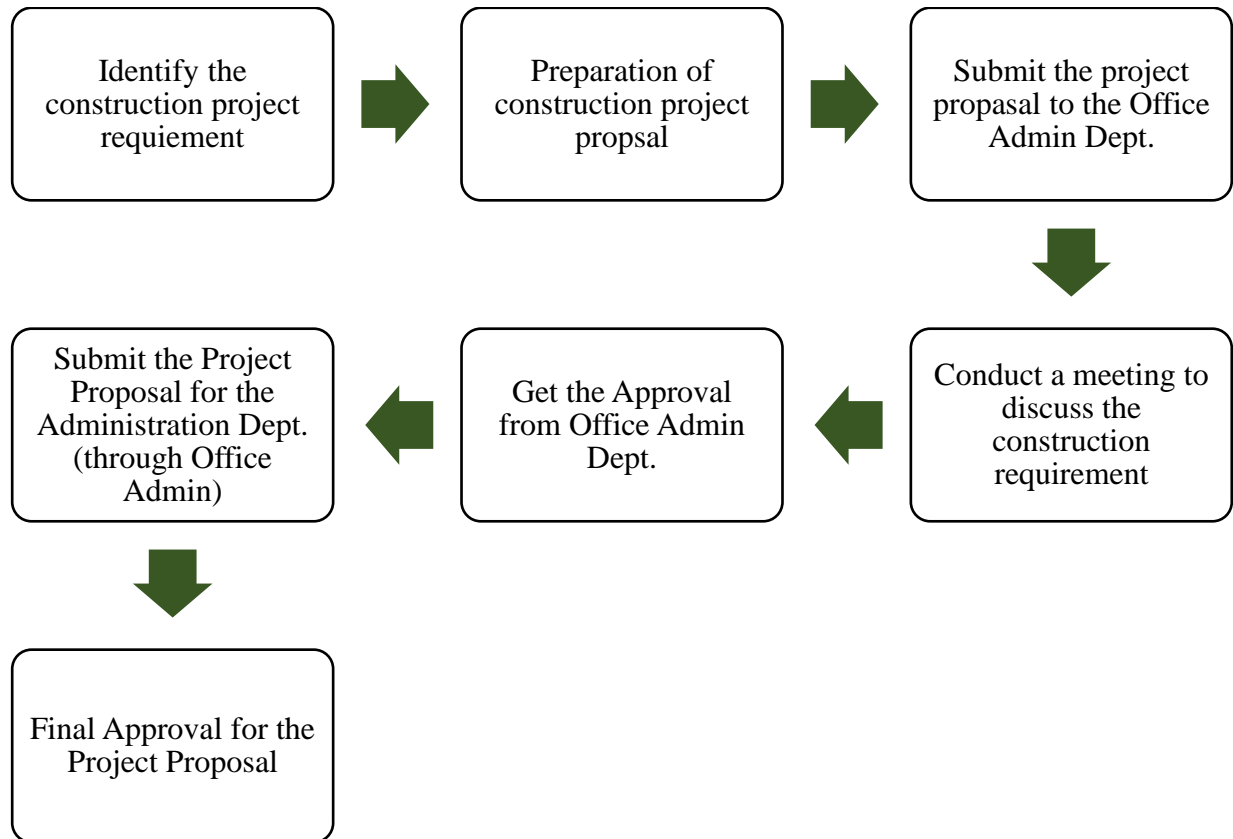 Identify the
construction project
requiement
Preparation of
construction project
propsal
Submit the project
propasal to the Office
Admin Dept.
Conduct a meeting to
discuss the
construction
requirement
Get the Approval
from Office Admin
Dept.
Submit the Project
Proposal for the
Administration Dept.
(through Office
Admin)
Final Approval for the
Project Proposal